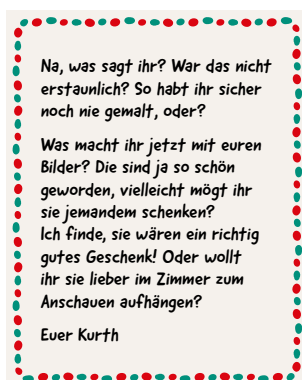 Na, was sagt ihr? War das nicht
erstaunlich? So habt ihr sicher
noch nie gemalt, oder?
Was macht ihr jetzt mit euren
Bilder? Die sind ja so schön
geworden, vielleicht mögt ihr
sie jemandem schenken?
Ich finde, sie wären ein richtig
gutes Geschenk! Oder wollt
ihr sie lieber im Zimmer zum
Anschauen aufhängen?
Euer Kurth